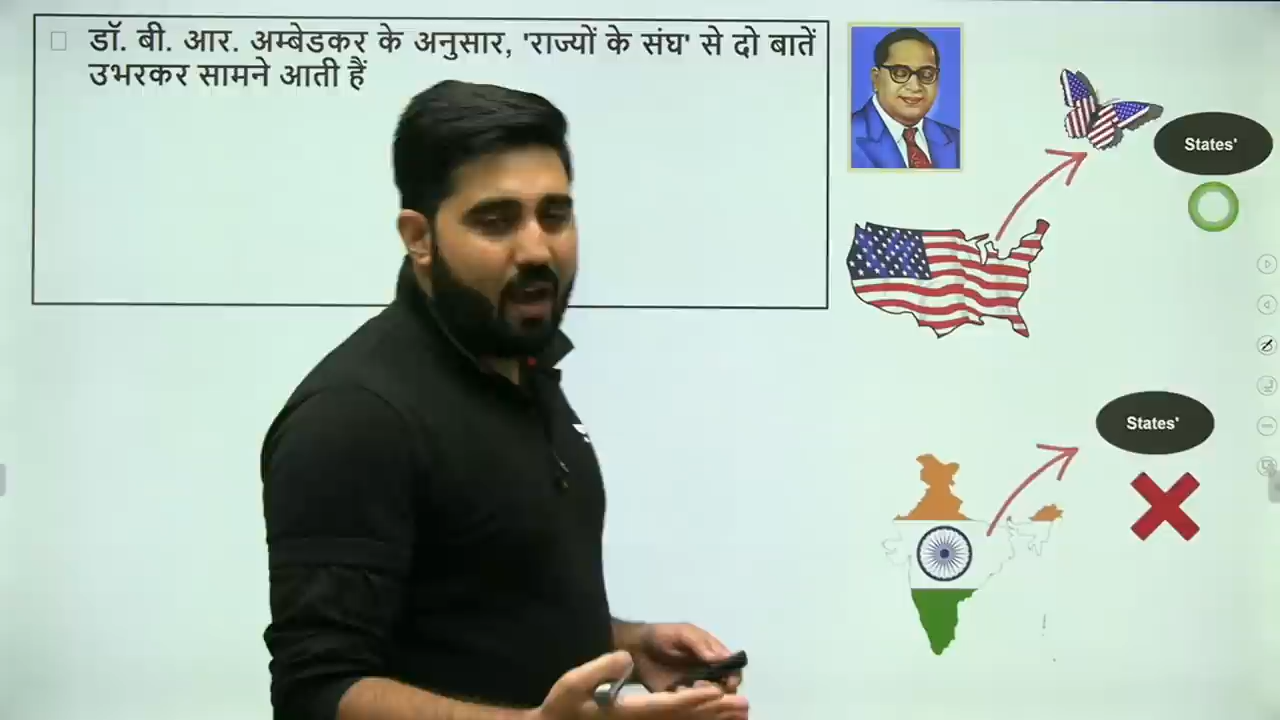 डॉ. बी. आर. अम्बेडकर के अनुसार, 'राज्यों के संघ' से दो बातें
उभरकर सामने आती हैं
States'
States'